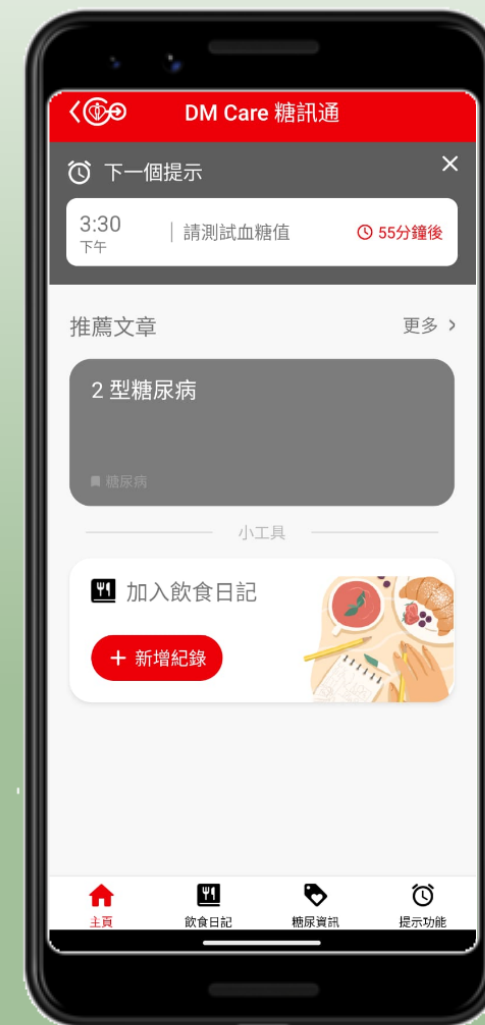 DM Care 糖訊通
下一個提示
3:30
下午
請測試血糖值
55分鐘後
推薦文章
更多
2 型糖尿病
糖尿病
小工具
加入飲食日記
+ 新增紀錄
主頁
飲食日記
糖尿資訊
提示功能